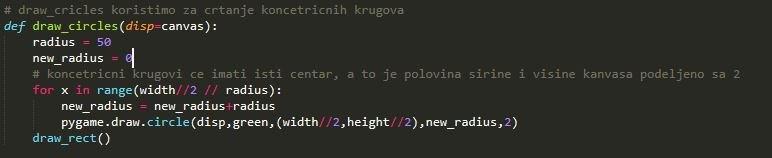 # draw_cricles koristimo za crtanje koncetricnih krugova
def draw_circles(disp=canvas):
    radius = 50
    new_radius = 0
    # koncetricni krugovi ce imati isti centar, a to je polovina sirine i visine kanvasa podeljeno sa 2
    for x in range(width//2 // radius):
        new_radius = new_radius+radius
        pygame.draw.circle(disp,green,(width//2,height//2),new_radius,2)
    draw_rect()